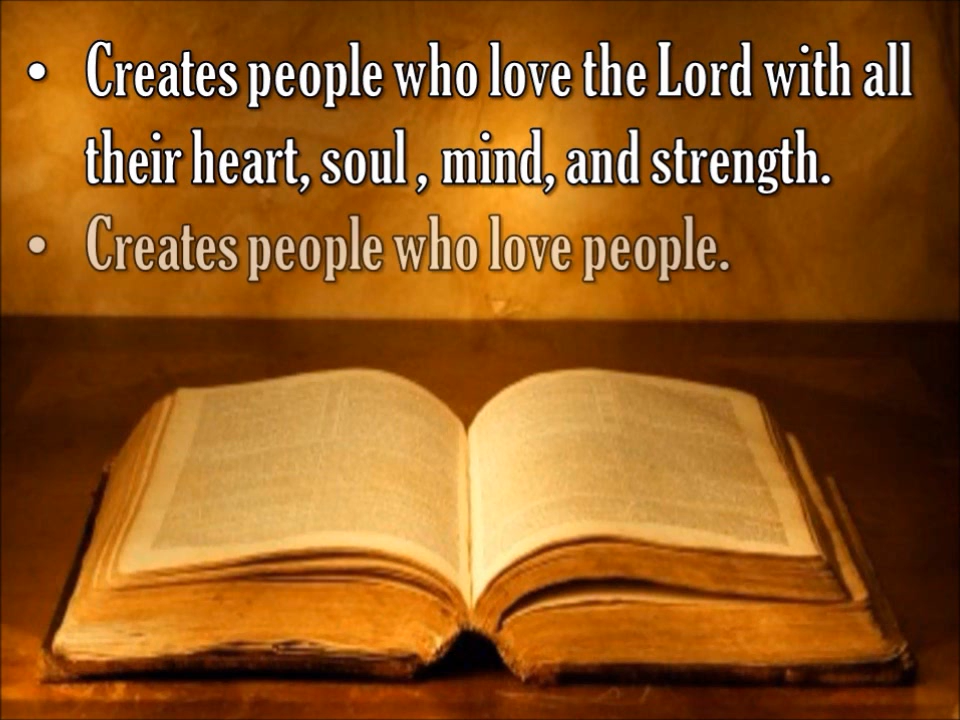 • Creates people who love the Lord with all
their heart, soul , mind, and strength.
• Creates people who love people.